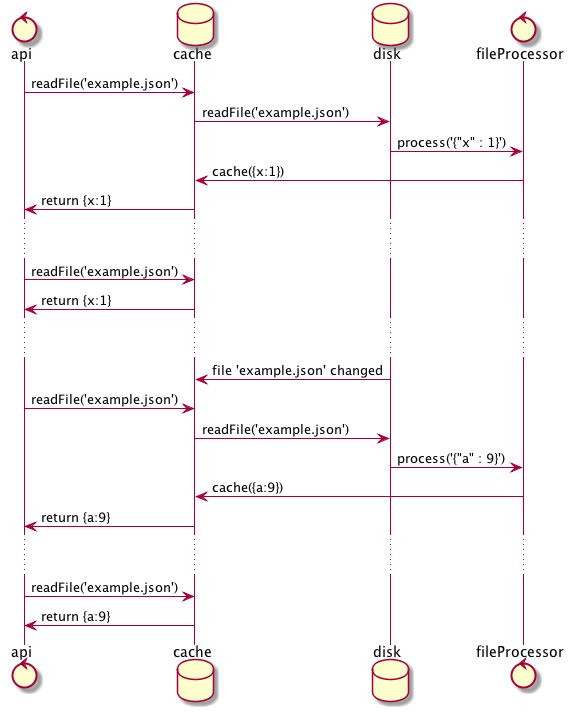 api cache disk fileProcessor
readFile('example.json')
readFile('example.json')
process('{"x" : 1}')
cache({x:1})
return {x:1}
readFile('example.json')
return {x:1}
file 'example.json' changed
readFile('example.json')
readFile('example.json')
process('{"a" : 9}')
cache({a:9})
return {a:9}
readFile('example.json')
return {a:9}
api cache disk fileProcessor